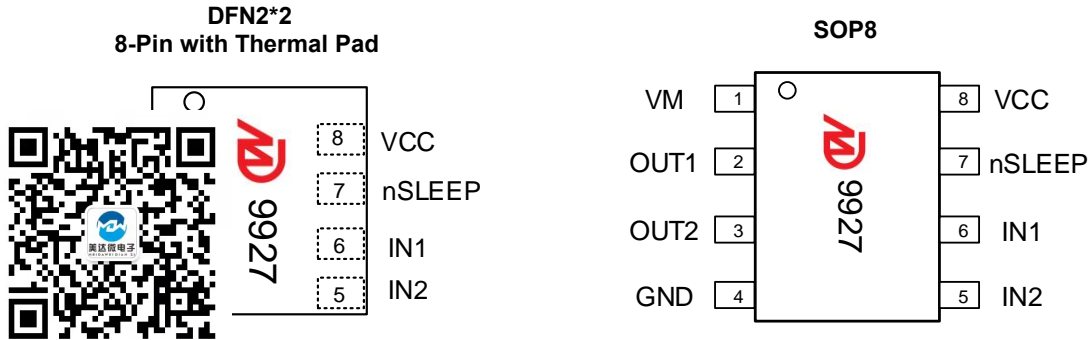 DFN2*2
8-Pin with Thermal Pad
8 VCC
7 nSLEEP
6 IN1
5 IN2
9927
美达微电子
SOP8
VM 1
OUT1 2
OUT2 3
GND 4
8 VCC
7 nSLEEP
6 IN1
5 IN2
9927